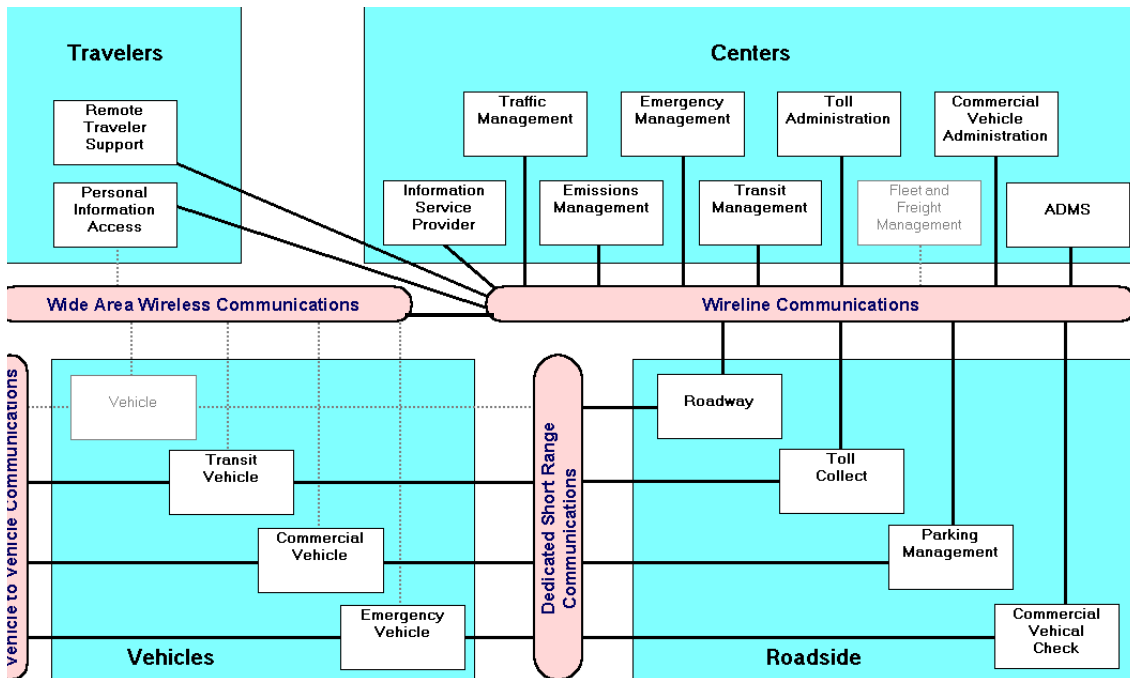 Travelers
Centers
Remote
Traveler
Support
Personal
Information
Access
Traffic
Management
Emergency
Management
Toll
Administration
Commercial
Vehicle
Administration
Information
Service
Provider
Emissions
Management
Transit
Management
Fleet and
Freight
Management
ADMS
Wide Area Wireless Communications
Wireline Communications
Vehicle to Vehicle Communications
Vehicle
Transit
Vehicle
Commercial
Vehicle
Emergency
Vehicle
Vehicles
Dedicated Short Range
Communications
Roadway
Toll
Collect
Parking
Management
Commercial
Vehical
Check
Roadside